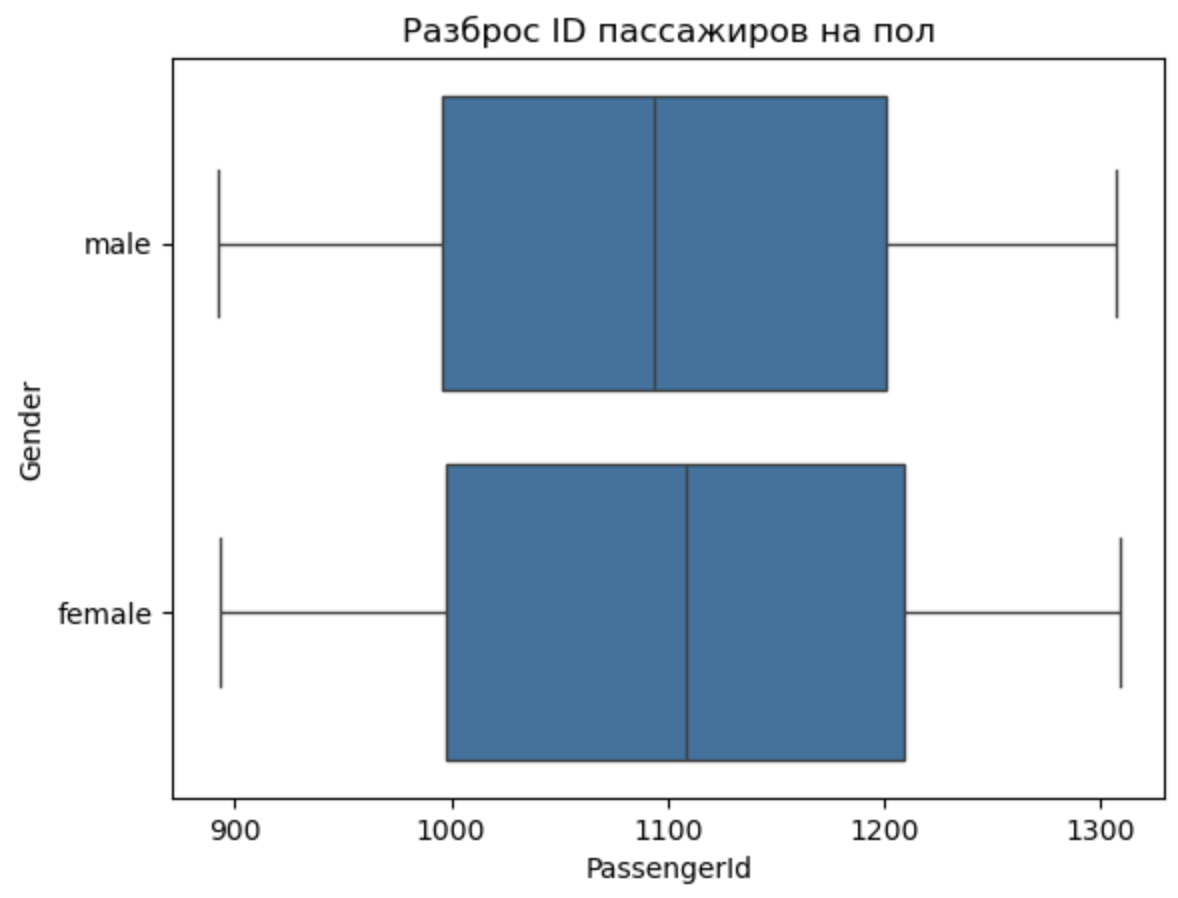 Разброс ID пассажиров на пол
male
Gender
female
900 1000 1100 1200 1300
PassengerId